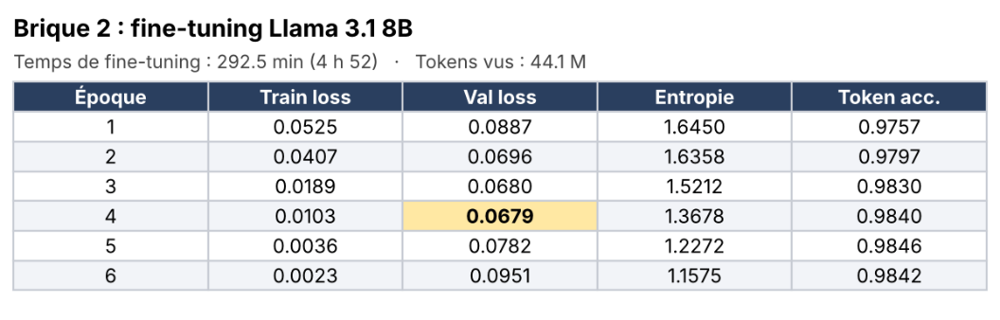 Brique 2 : fine-tuning Llama 3.1 8B
Temps de fine-tuning : 292.5 min (4 h 52) · Tokens vus : 44.1 M
Époque Train loss Val loss Entropie Token acc.
1 0.0525 0.0887 1.6450 0.9757
2 0.0407 0.0696 1.6358 0.9797
3 0.0189 0.0680 1.5212 0.9830
4 0.0103 0.0679 1.3678 0.9840
5 0.0036 0.0782 1.2272 0.9846
6 0.0023 0.0951 1.1575 0.9842